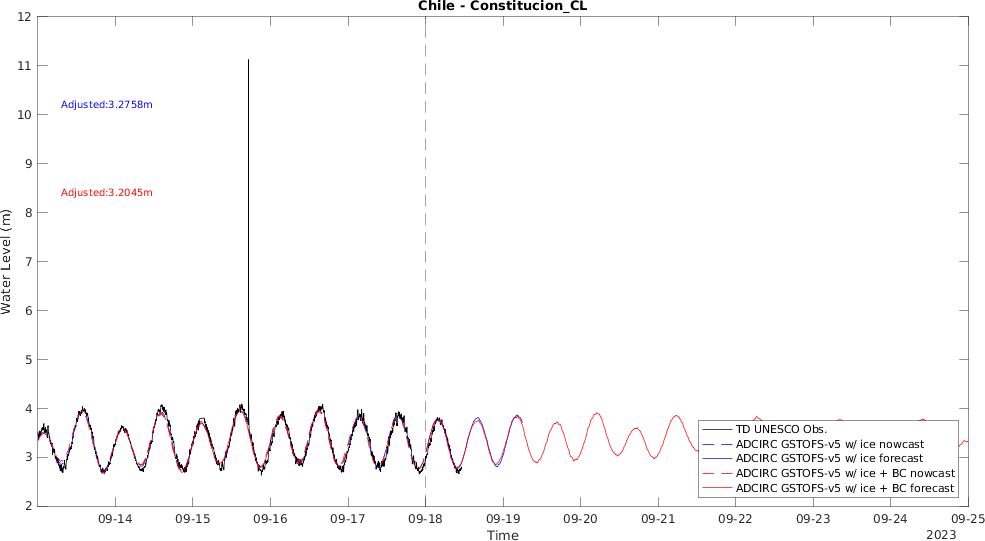 Chile - Constitucion_CL
12
11
10
9
8
7
6
5
4
3
2
Water Level (m)
Adjusted:3.2758m
Adjusted:3.2045m
TD UNESCO Obs.
ADCIRC GSTOFS-v5 w/ ice nowcast
ADCIRC GSTOFS-v5 w/ ice forecast
ADCIRC GSTOFS-v5 w/ ice + BC nowcast
ADCIRC GSTOFS-v5 w/ ice + BC forecast
09-14 09-15 09-16 09-17 09-18 09-19 09-20 09-21 09-22 09-23 09-24 09-25
Time
2023